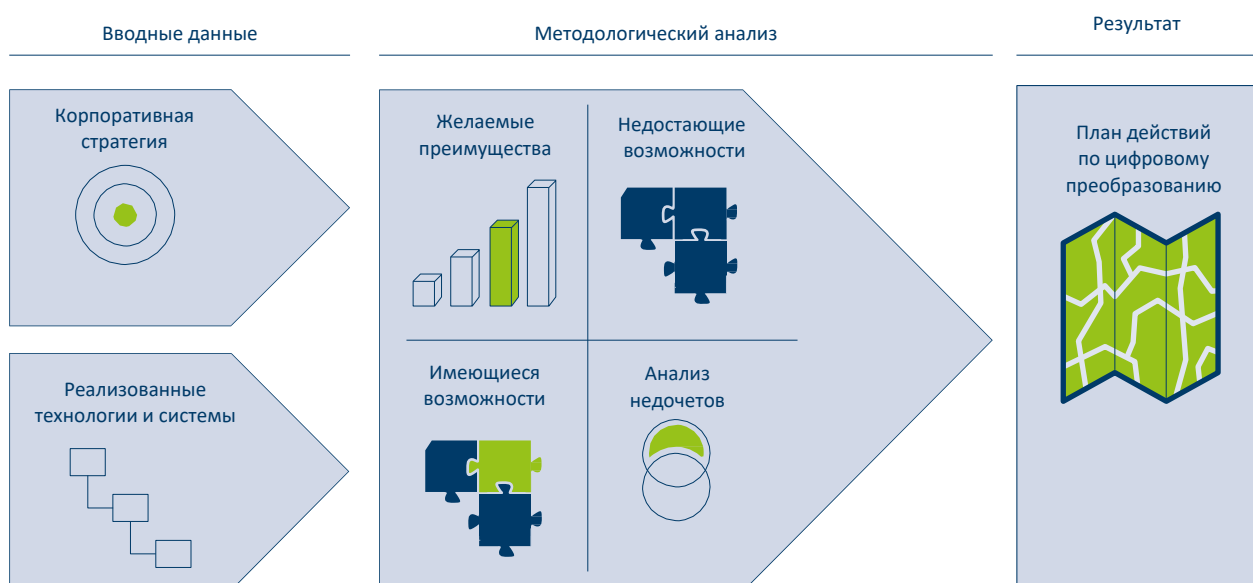 Вводные данные
Методологический анализ
Результат
Корпоративная
стратегия
Реализованные
технологии и системы
Желаемые
преимущества
Недостающие
возможности
Имеющиеся
возможности
Анализ
недочетов
План действий
по цифровому
преобразованию